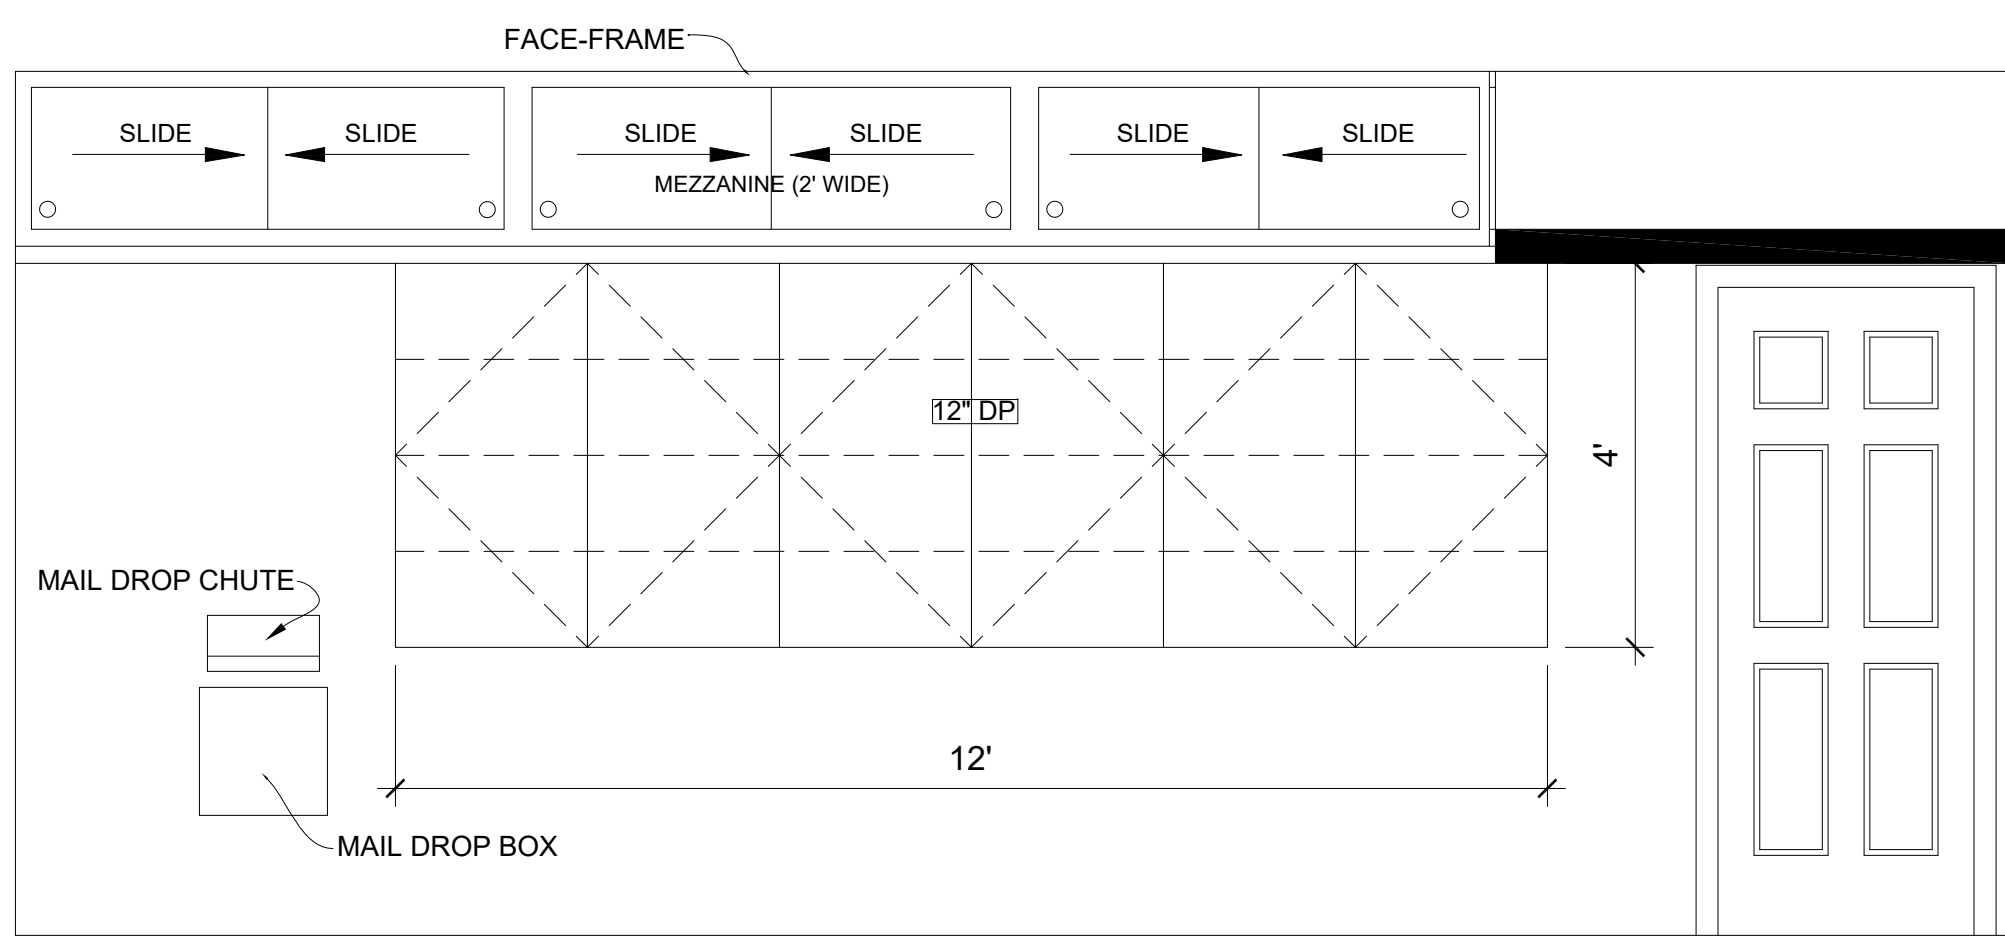 FACE-FRAME
SLIDE
SLIDE
SLIDE
SLIDE
SLIDE
SLIDE
MEZZANINE (2' WIDE)
12" DP
4'
MAIL DROP CHUTE
12'
MAIL DROP BOX